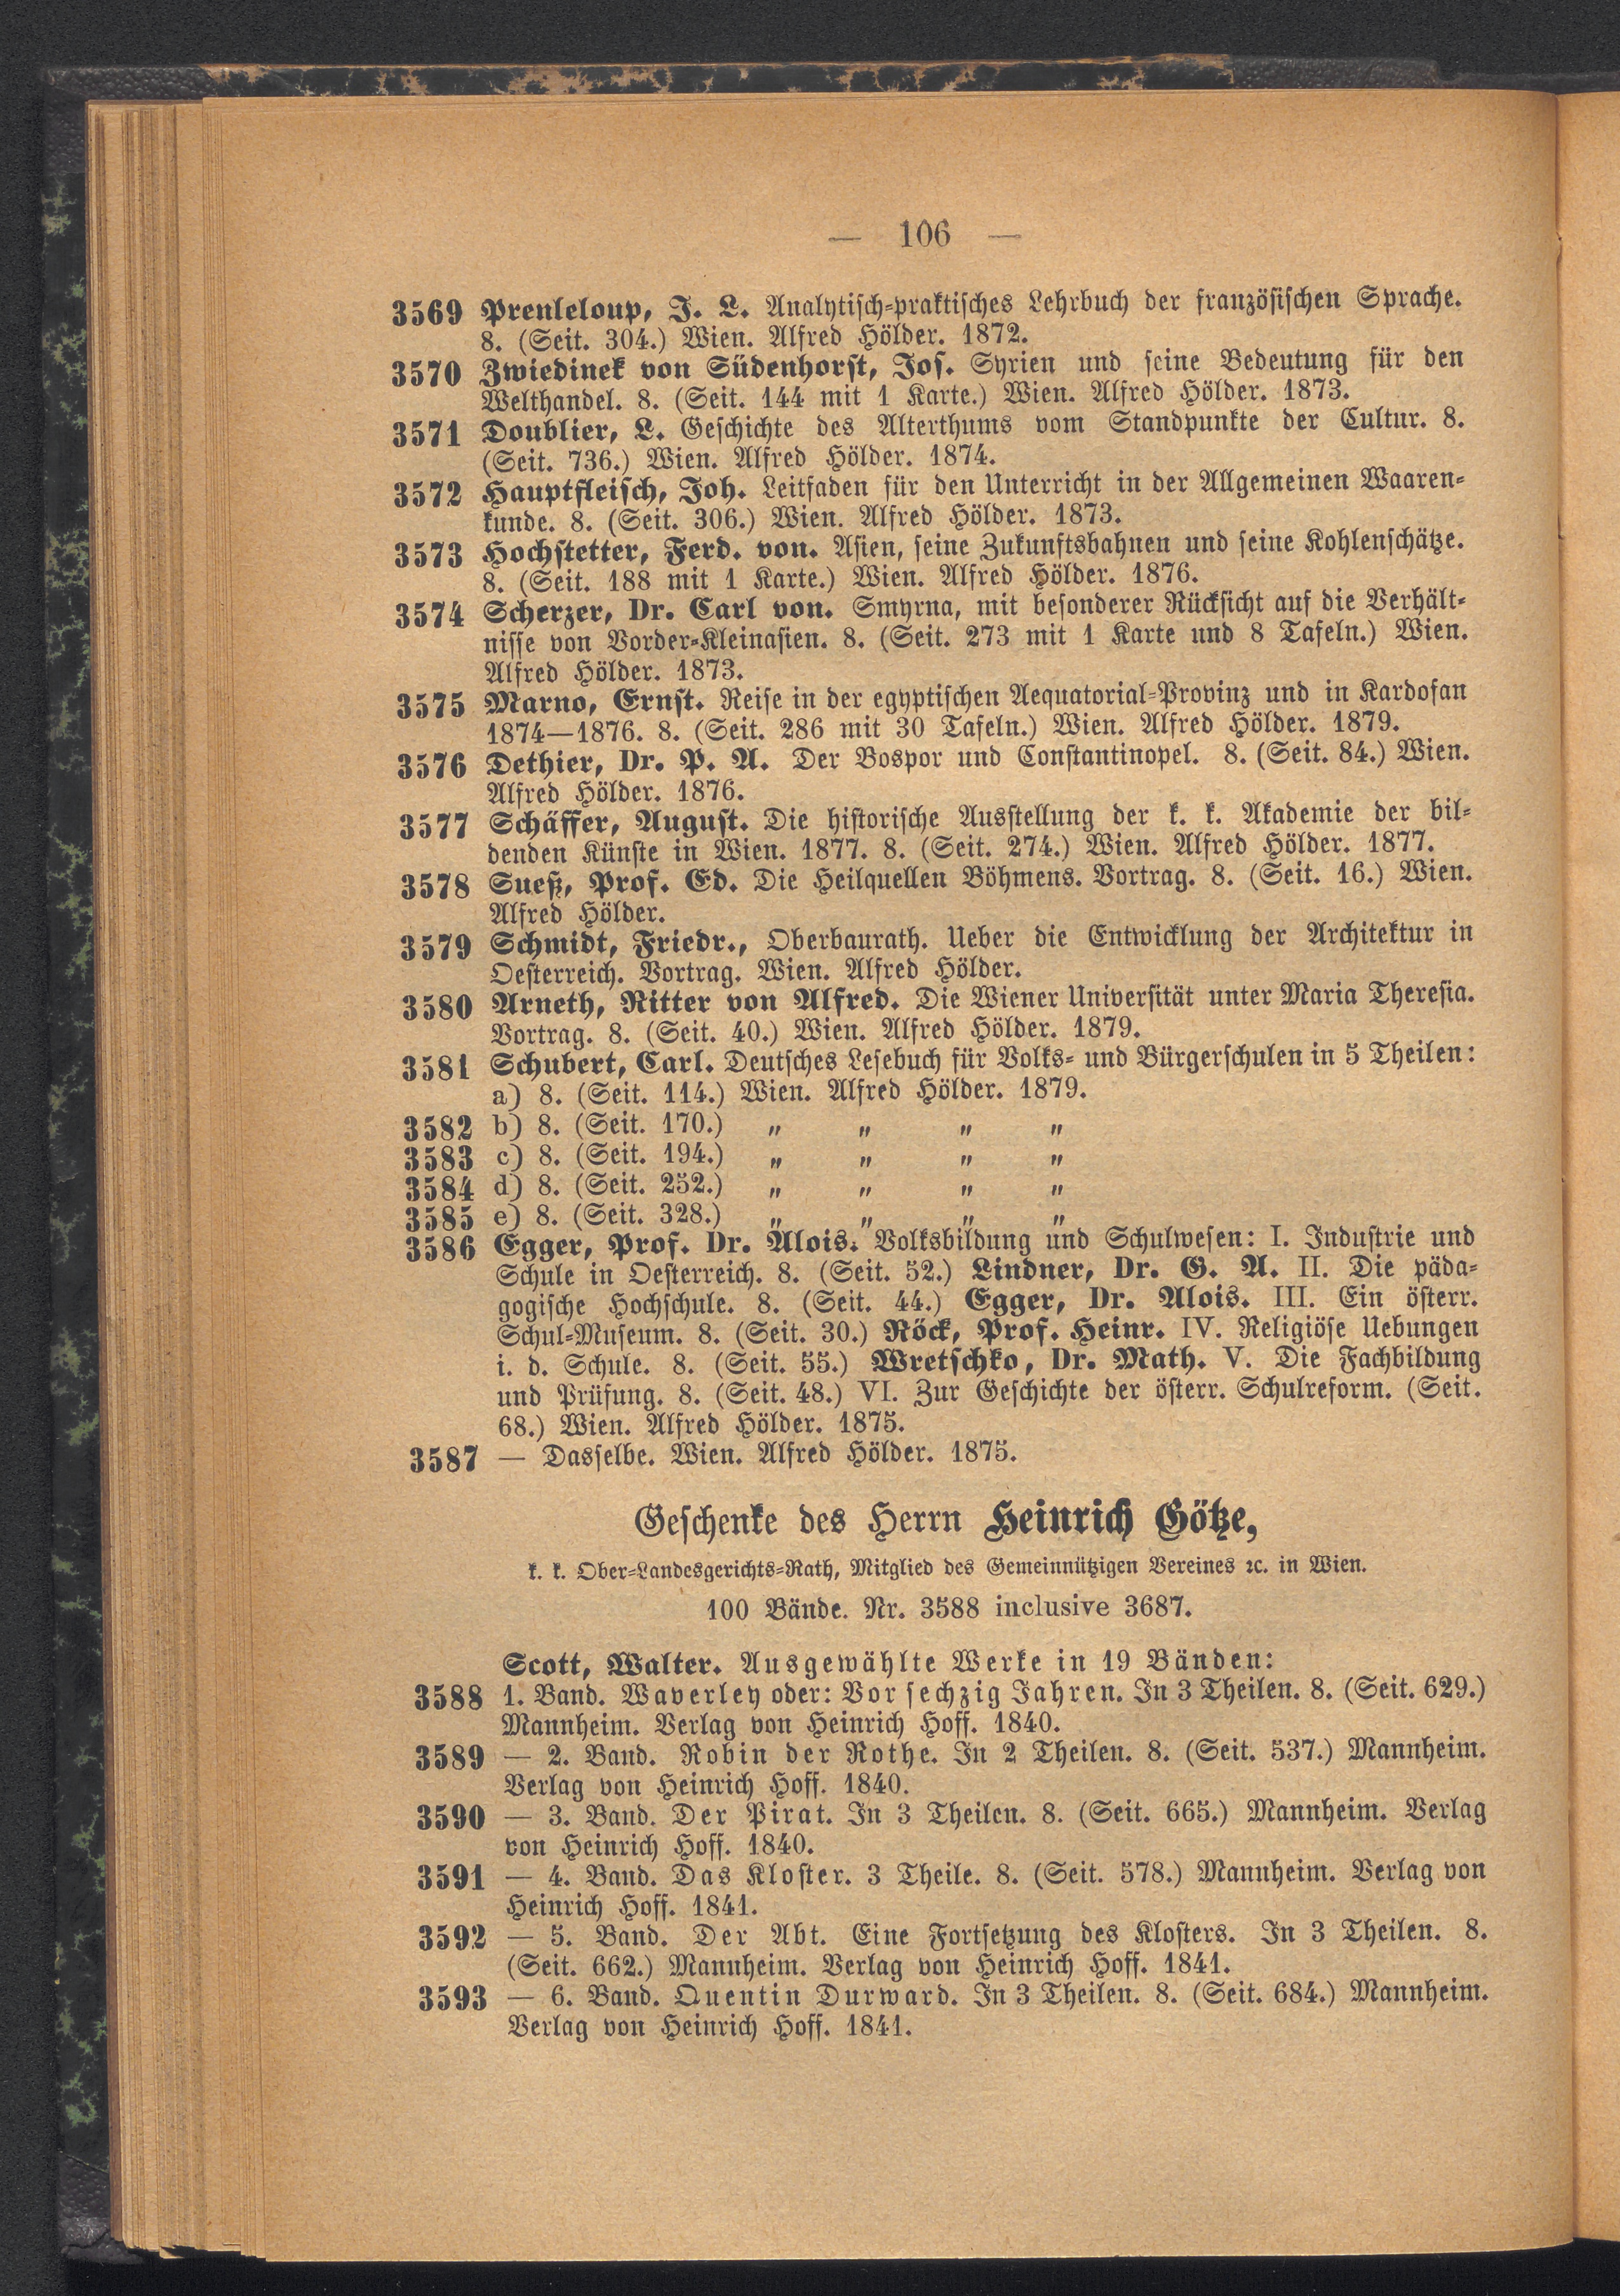 — 106 —
3569 Prenleloup, J. L. Analytisch-praktisches Lehrbuch der französischen Sprache.
8. (Seit. 304.) Wien. Alfred Hölder. 1872.
3570 Zwiedinek von Südenhorst, Jos. Syrien und seine Bedeutung für den
Welthandel. 8. (Seit. 144 mit 1 Karte.) Wien. Alfred Hölder. 1873.
3571 Doublier, L. Geschichte des Alterthums vom Standpunkte der Cultur. 8.
(Seit. 736.) Wien. Alfred Hölder. 1874.
3572 Hauptfleisch, Joh. Leitfaden für den Unterricht in der Allgemeinen Waaren-
kunde. 8. (Seit. 306.) Wien. Alfred Hölder. 1873.
3573 Hochstetter, Ferd. von. Asien, seine Zukunftsbahnen und seine Kohlenschätze.
8. (Seit. 188 mit 1 Karte.) Wien. Alfred Hölder. 1876.
3574 Scherzer, Dr. Carl von. Smyrna, mit besonderer Rücksicht auf die Verhält-
nisse von Vorder-Kleinasien. 8. (Seit. 273 mit 1 Karte und 8 Tafeln.) Wien.
Alfred Hölder. 1873.
3575 Marno, Ernst. Reise in der egyptischen Aequatorial-Provinz und in Kardofan
1874—1876. 8. (Seit. 286 mit 30 Tafeln.) Wien. Alfred Hölder. 1879.
3576 Dethier, Dr. P. A. Der Bospor und Constantinopel. 8. (Seit. 84.) Wien.
Alfred Hölder. 1876.
3577 Schäffer, August. Die historische Ausstellung der k. k. Akademie der bil-
denden Künste in Wien. 1877. 8. (Seit. 274.) Wien. Alfred Hölder. 1877.
3578 Sueß, Prof. Ed. Die Heilquellen Böhmens. Vortrag. 8. (Seit. 16.) Wien.
Alfred Hölder.
3579 Schmidt, Friedr., Oberbaurath. Ueber die Entwicklung der Architektur in
Oesterreich. Vortrag. Wien. Alfred Hölder.
3580 Arneth, Ritter von Alfred. Die Wiener Universität unter Maria Theresia.
Vortrag. 8. (Seit. 40.) Wien. Alfred Hölder. 1879.
3581 Schubert, Carl. Deutsches Lesebuch für Volks- und Bürgerschulen in 5 Theilen:
a) 8. (Seit. 114.) Wien. Alfred Hölder. 1879.
3582 b) 8. (Seit. 170.) " " " "
3583 c) 8. (Seit. 194.) " " " "
3584 d) 8. (Seit. 252.) " " " "
3585 e) 8. (Seit. 328.) " " " "
3586 Egger, Prof. Dr. Alois. Volksbildung und Schulwesen: I. Industrie und
Schule in Oesterreich. 8. (Seit. 52.) Lindner, Dr. G. A. II. Die päda-
gogische Hochschule. 8. (Seit. 44.) Egger, Dr. Alois. III. Ein österr.
Schul-Museum. 8. (Seit. 30.) Röck, Prof. Heinr. IV. Religiöse Uebungen
i. d. Schule. 8. (Seit. 55.) Wretschko, Dr. Math. V. Die Fachbildung
und Prüfung. 8. (Seit. 48.) VI. Zur Geschichte der österr. Schulreform. (Seit.
68.) Wien. Alfred Hölder. 1875.
3587 — Dasselbe. Wien. Alfred Hölder. 1875.
Geschenke des Herrn Heinrich Götze,
k. k. Ober-Landesgerichts-Rath, Mitglied des Gemeinnützigen Vereines ꝛc. in Wien.
100 Bände. Nr. 3588 inclusive 3687.
Scott, Walter. Ausgewählte Werke in 19 Bänden:
3588 1. Band. Waverley oder: Vor sechzig Jahren. In 3 Theilen. 8. (Seit. 629.)
Mannheim. Verlag von Heinrich Hoff. 1840.
3589 — 2. Band. Robin der Rothe. In 2 Theilen. 8. (Seit. 537.) Mannheim.
Verlag von Heinrich Hoff. 1840.
3590 — 3. Band. Der Pirat. In 3 Theilen. 8. (Seit. 665.) Mannheim. Verlag
von Heinrich Hoff. 1840.
3591 — 4. Band. Das Kloster. 3 Theile. 8. (Seit. 578.) Mannheim. Verlag von
Heinrich Hoff. 1841.
3592 — 5. Band. Der Abt. Eine Fortsetzung des Klosters. In 3 Theilen. 8.
(Seit. 662.) Mannheim. Verlag von Heinrich Hoff. 1841.
3593 — 6. Band. Quentin Durward. In 3 Theilen. 8. (Seit. 684.) Mannheim.
Verlag von Heinrich Hoff. 1841.